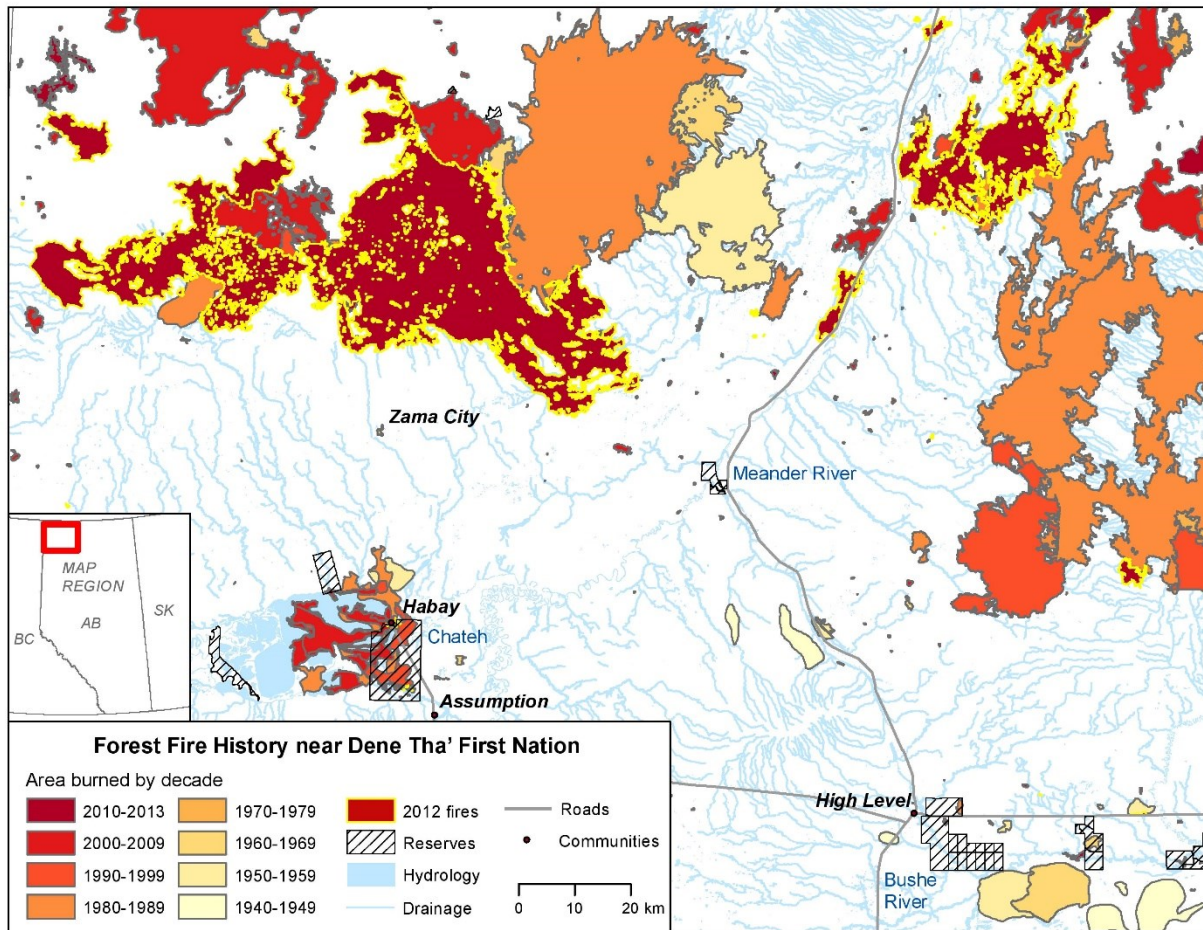 Zama City
Meander River
MAP
REGION
AB
SK
BC
Habay
Chateh
Assumption
High Level
Bushe
River
Forest Fire History near Dene Tha' First Nation
Area burned by decade
2010-2013
2000-2009
1990-1999
1980-1989
1970-1979
1960-1969
1950-1959
1940-1949
2012 fires
Reserves
Hydrology
Drainage
Roads
Communities
0 10 20 km